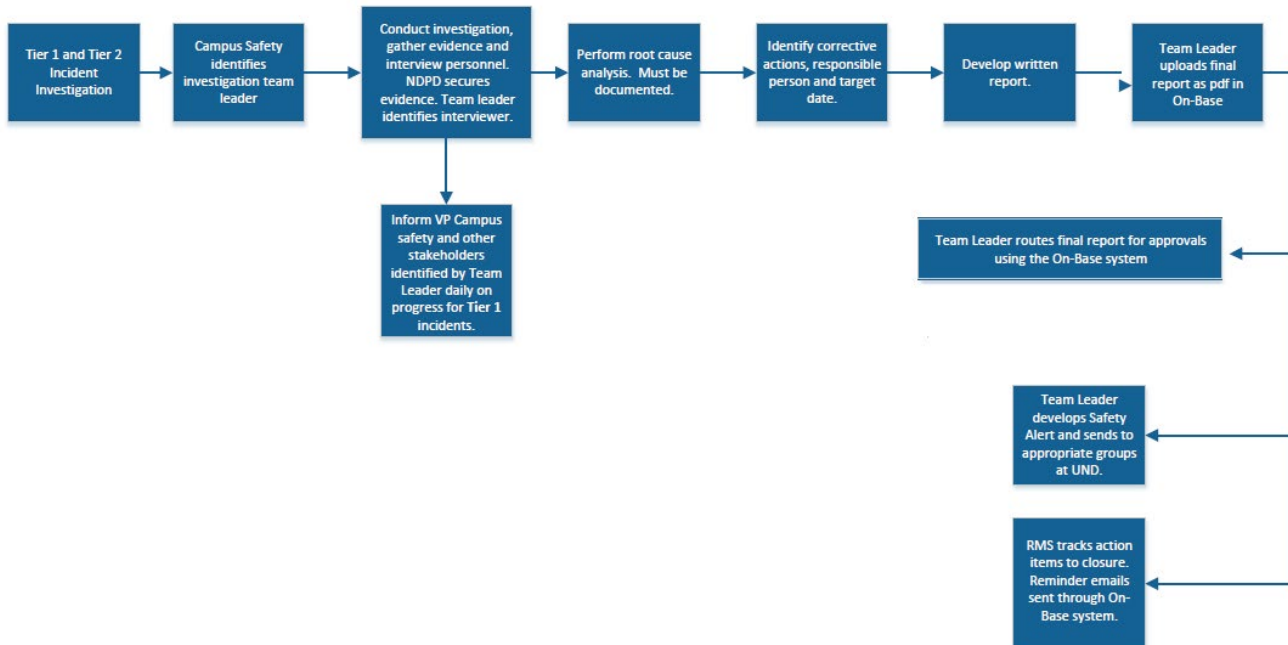 Tier 1 and Tier 2
Incident
Investigation
Campus Safety
identifies
investigation team
leader
Conduct investigation,
gather evidence and
interview personnel.
NDPD secures
evidence. Team leader
identifies interviewer.
Perform root cause
analysis. Must be
documented.
Identify corrective
actions, responsible
person and target
date.
Develop written
report.
Team Leader
uploads final
report as pdf in
On-Base
Inform VP Campus
safety and other
stakeholders
identified by Team
Leader daily on
progress for Tier 1
incidents.
Team Leader routes final report for approvals
using the On-Base system
Team Leader
develops Safety
Alert and sends to
appropriate groups
at UND.
RMS tracks action
items to closure.
Reminder emails
sent through On-
Base system.